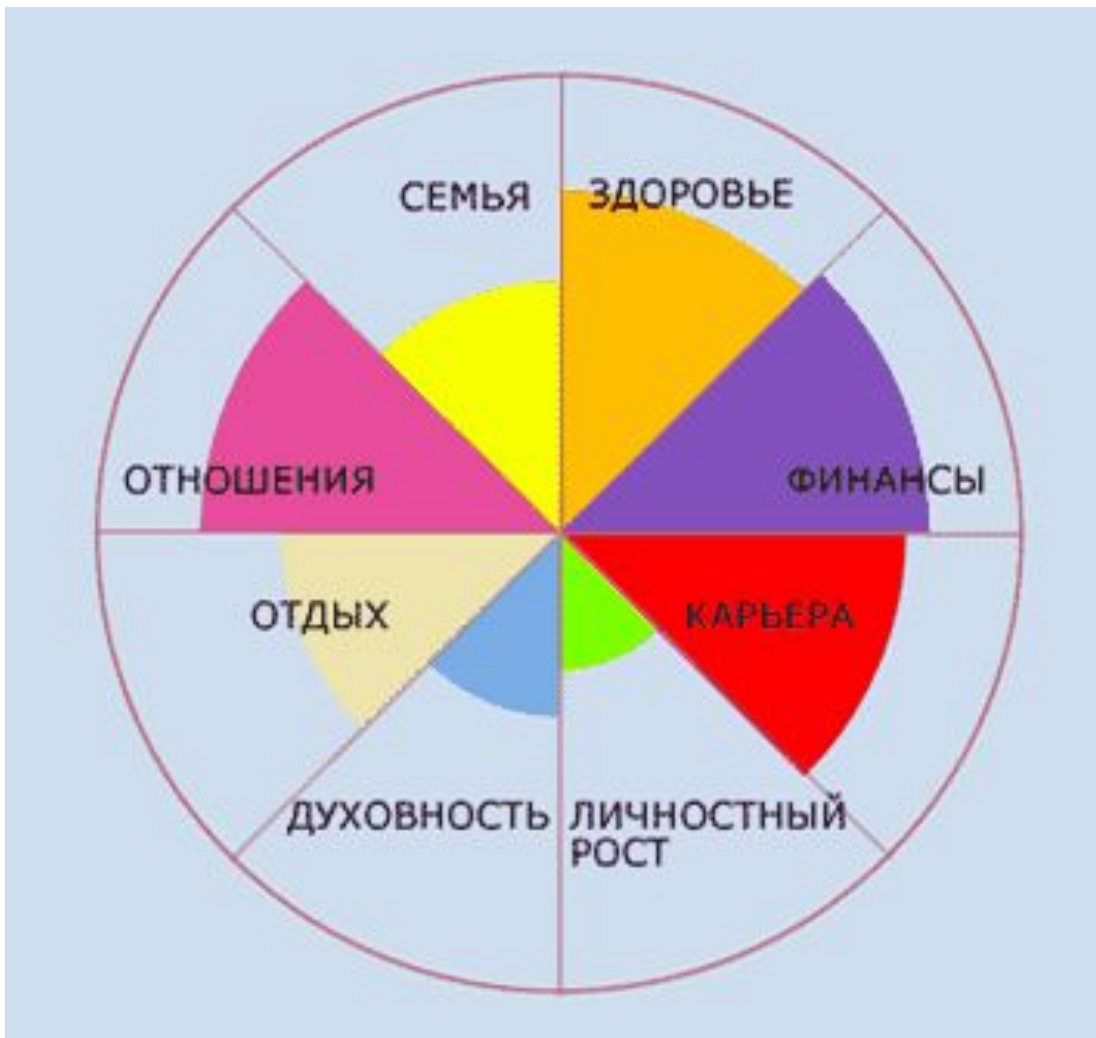 СЕМЬЯ
ЗДОРОВЬЕ
ОТНОШЕНИЯ
ФИНАНСЫ
ОТДЫХ
КАРЬЕРА
ДУХОВНОСТЬ
ЛИЧНОСТНЫЙ
РОСТ